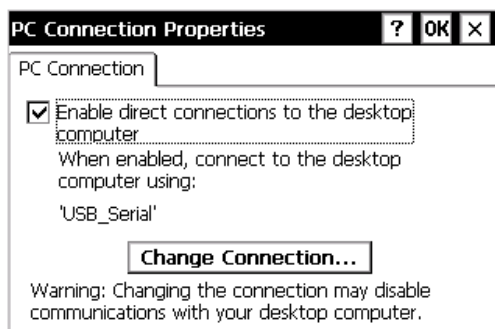 PC Connection Properties ? OK ×
PC Connection
Enable direct connections to the desktop
computer
When enabled, connect to the desktop
computer using:
'USB_Serial'
Change Connection...
Warning: Changing the connection may disable
communications with your desktop computer.